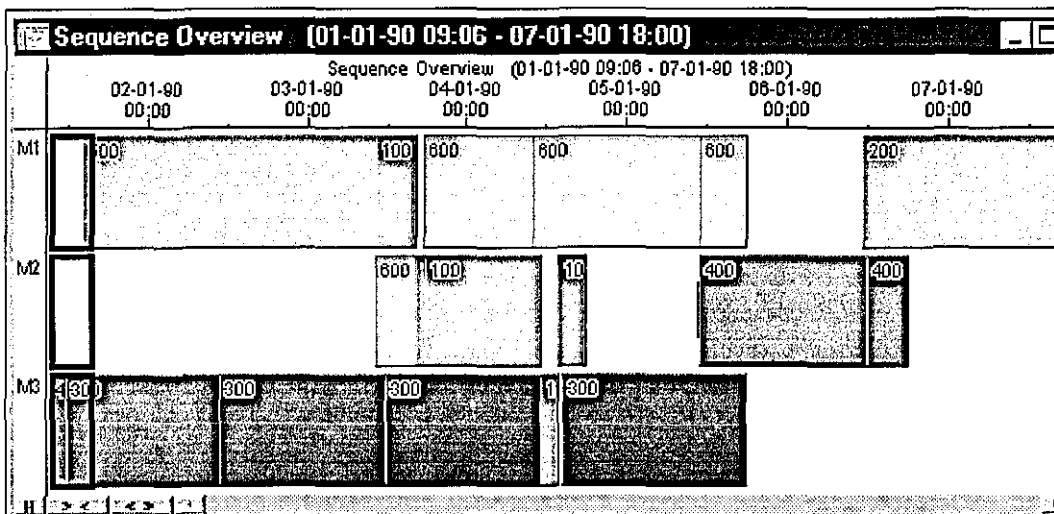 Sequence Overview (01-01-90 09:06 - 07-01-90 18:00)
Sequence Overview (01-01-90 09:06 - 07-01-90 18:00)
02-01-90 03-01-90 04-01-90 05-01-90 06-01-90 07-01-90
00:00 00:00 00:00 00:00 00:00 00:00
M1 00 100 600 600 600 200
M2 600 100 10 400 400
M3 300 300 300 1 300